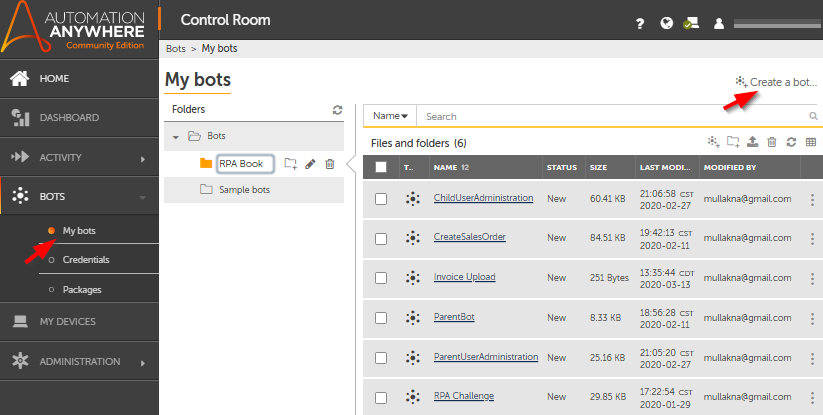 AUTOMATION
ANYWHERE
Community Edition
Control Room
?
Bots > My bots
HOME
DASHBOARD
ACTIVITY
BOTS
My bots
Credentials
Packages
MY DEVICES
ADMINISTRATION
My bots
Create a bot...
Folders
Bots
RPA Book
Sample bots
Name
Search
Files and folders (6)
T.. NAME STATUS SIZE LAST MODI... MODIFIED BY
ChildUserAdministration New 60.41 KB 21:06:58 CST 2020-02-27 mullakna@gmail.com
CreateSalesOrder New 84.51 KB 19:42:13 CST 2020-02-11 mullakna@gmail.com
Invoice Upload New 251 Bytes 13:35:44 CDT 2020-03-13 mullakna@gmail.com
ParentBot New 8.33 KB 18:56:28 CST 2020-02-11 mullakna@gmail.com
ParentUserAdministration New 25.16 KB 21:05:20 CST 2020-02-27 mullakna@gmail.com
RPA Challenge New 29.85 KB 17:22:54 CST 2020-01-29 mullakna@gmail.com